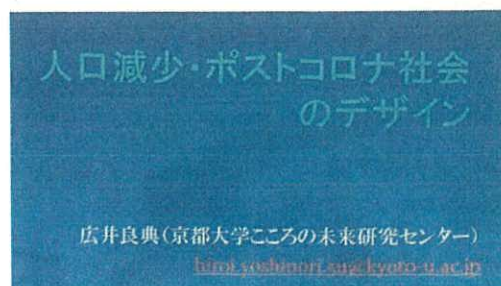 人口減少・ポストコロナ社会
のデザイン
広井良典(京都大学こころの未来研究センター)